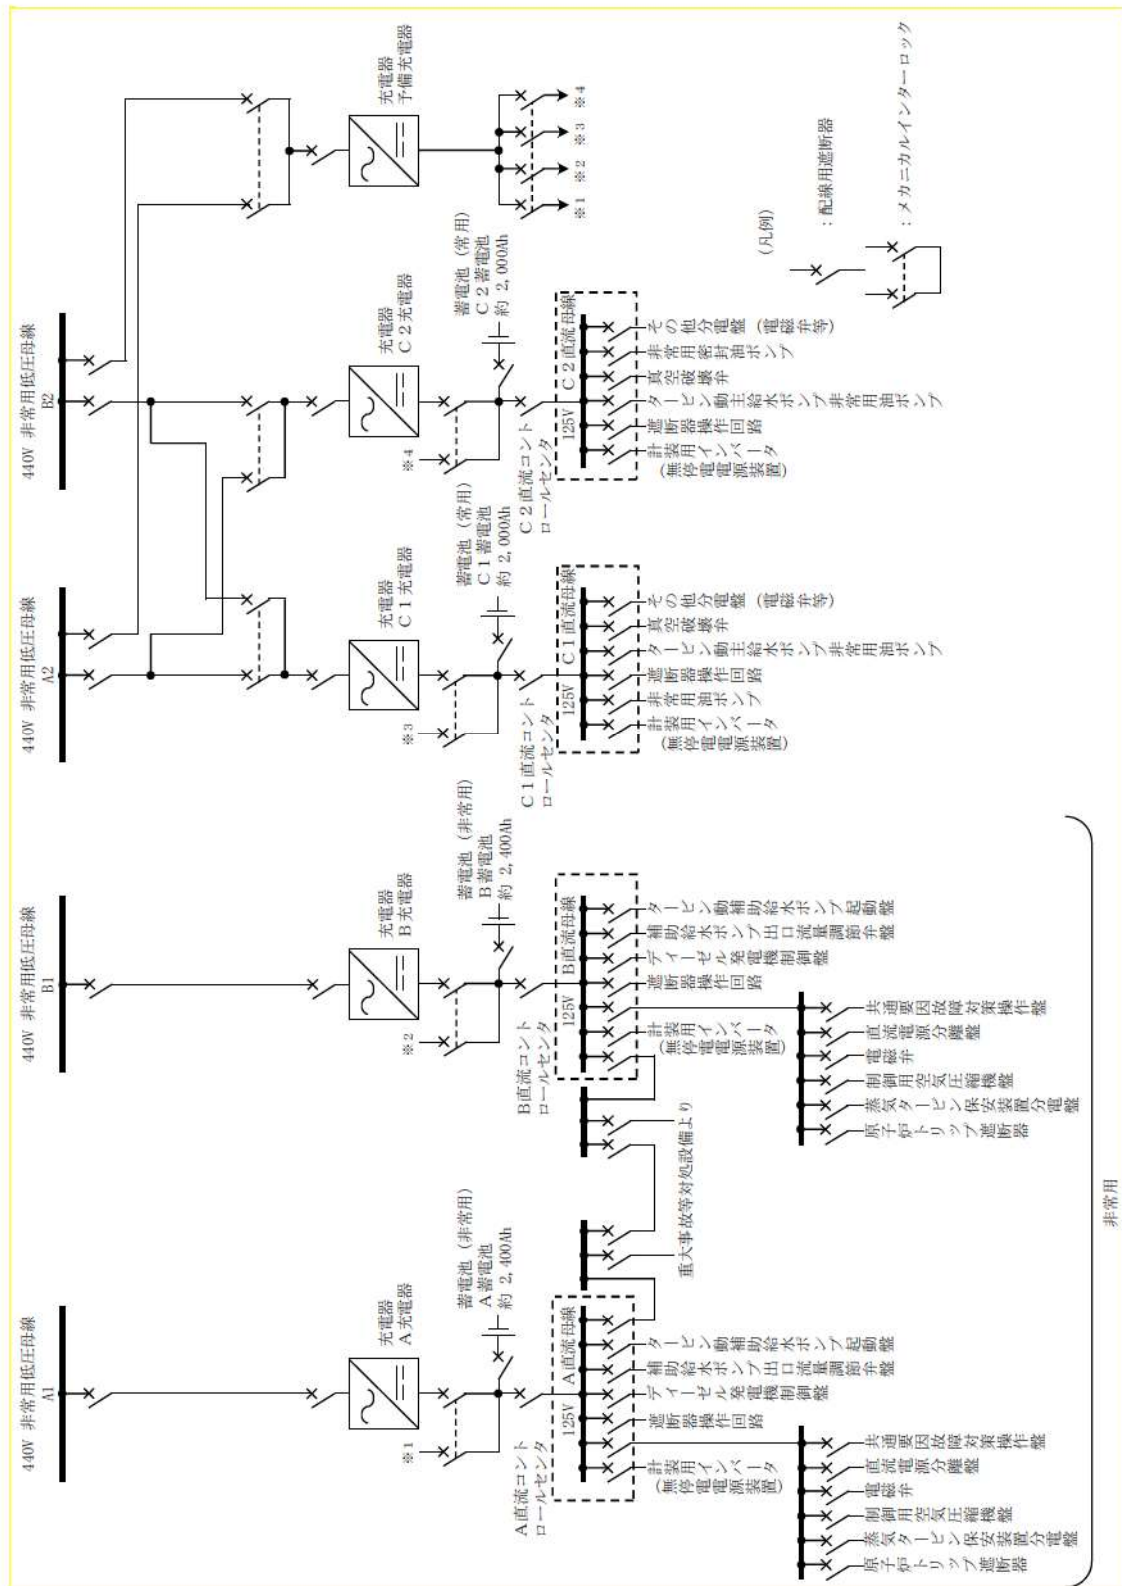 440V 非常用低圧母線
A1
充電器
A充電器
※1
蓄電池（非常用）
A蓄電池
約 2,400Ah
A直流コント
ロールセンタ
125V A直流母線
計装用インバータ
（無停電電源装置）
遮断器操作回路
ディーゼル発電機制御盤
補助給水ポンプ出口流量調節弁盤
タービン動補助給水ポンプ起動盤
原子炉トリップ遮断器
蒸気タービン保安装置分電盤
制御用空気圧縮機盤
電磁弁
直流電源分離盤
共通要因故障対策操作盤
重大事故等対処設備より
440V 非常用低圧母線
B1
充電器
B充電器
※2
蓄電池（非常用）
B蓄電池
約 2,400Ah
B直流コント
ロールセンタ
125V B直流母線
計装用インバータ
（無停電電源装置）
遮断器操作回路
ディーゼル発電機制御盤
補助給水ポンプ出口流量調節弁盤
タービン動補助給水ポンプ起動盤
原子炉トリップ遮断器
蒸気タービン保安装置分電盤
制御用空気圧縮機盤
電磁弁
直流電源分離盤
共通要因故障対策操作盤
非常用
440V 非常用低圧母線
A2
充電器
C1充電器
※3
蓄電池（常用）
C1蓄電池
約 2,000Ah
C1直流コント
ロールセンタ
125V C1直流母線
計装用インバータ
（無停電電源装置）
非常用油ポンプ
遮断器操作回路
タービン動主給水ポンプ非常用油ポンプ
真空破壊弁
その他分電盤（電磁弁等）
440V 非常用低圧母線
B2
充電器
C2充電器
※4
蓄電池（常用）
C2蓄電池
約 2,000Ah
C2直流コント
ロールセンタ
125V C2直流母線
計装用インバータ
（無停電電源装置）
遮断器操作回路
タービン動主給水ポンプ非常用油ポンプ
真空破壊弁
非常用密封油ポンプ
その他分電盤（電磁弁等）
充電器
予備充電器
※1
※2
※3
※4
（凡例）
：配線用遮断器
：メカニカルインターロック